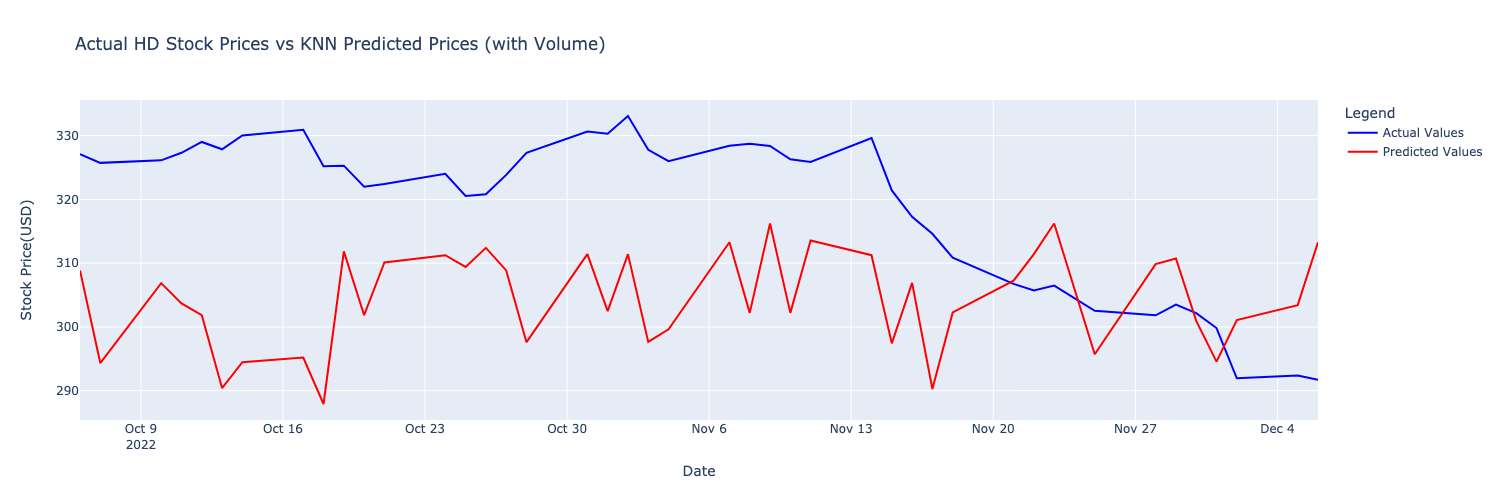 Actual HD Stock Prices vs KNN Predicted Prices (with Volume)
Legend
Actual Values
Predicted Values
Stock Price(USD)
330
320
310
300
290
Oct 9
2022
Oct 16
Oct 23
Oct 30
Nov 6
Nov 13
Nov 20
Nov 27
Dec 4
Date